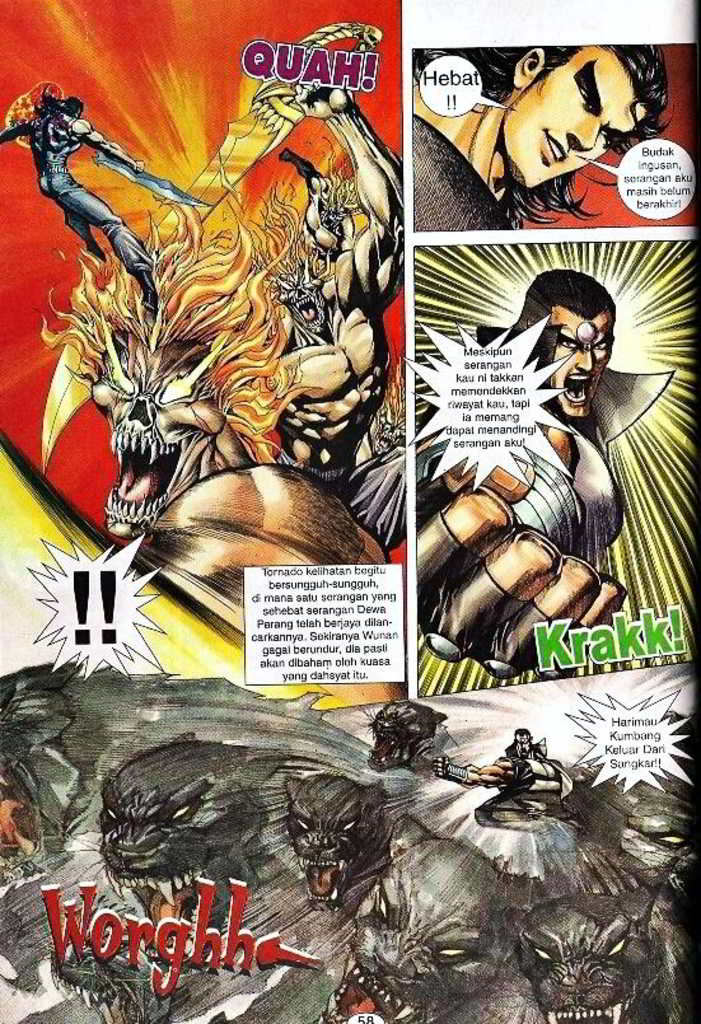 QUAH!
Tornado kelihatan begitu
bersungguh-sungguh,
di mana satu serangan yang
sehebat serangan Dewa
Parang telah berjaya dilan-
carkannya. Sekiranya Wunan
gagal berundur, dia pasti
akan dibaham oleh kuasa
yang dahsyat itu.
!!
Hebat
!!
Budak
ingusan,
serangan aku
masih belum
berakhir!
Meskipun
serangan
kau ni takkan
memendekkan
riwayat kau, tapi
ia memang
dapat menandingi
serangan aku!
Krakk!
Harimau
Kumbang
Keluar Dari
Sangkar!!
Worghh
58